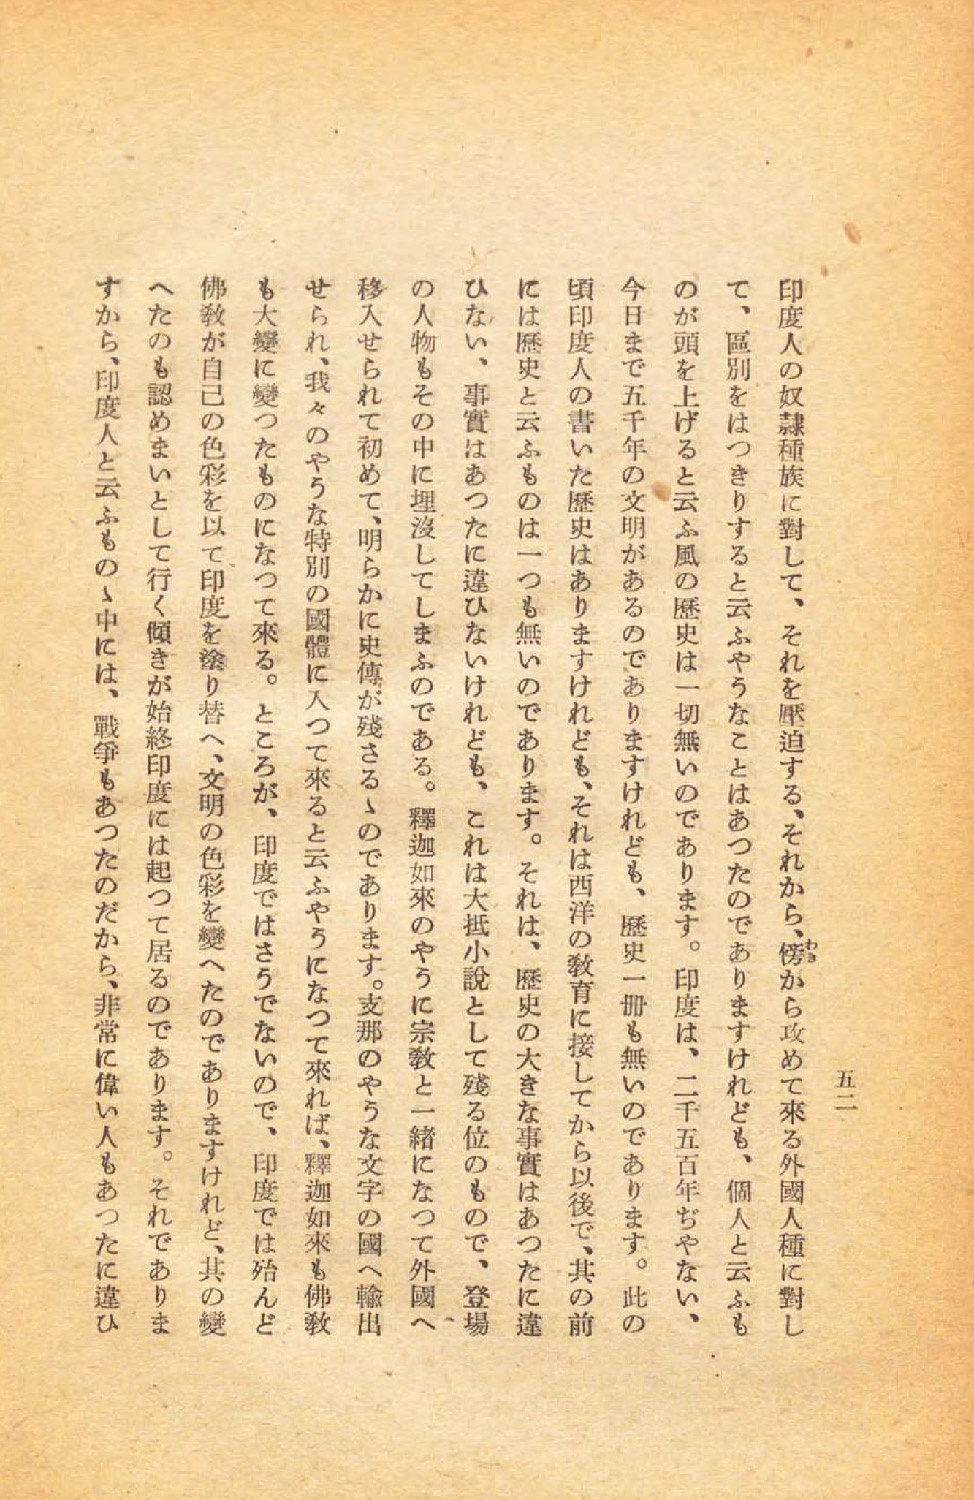 五二
印度人の奴隷種族に對して、それを壓迫する、それから、傍から攻めて來る外國人種に對し
て、區別をはつきりすると云ふやうなことはあつたのでありますけれども、個人と云ふも
のが頭を上げると云ふ風の歷史は一切無いのであります。印度は、二千五百年ぢやない、
今日まで五千年の文明があるのでありますけれども、歷史一册も無いのであります。此の
頃印度人の書いた歷史はありますけれども、それは西洋の敎育に接してから以後で、其の前
には歷史と云ふものは一つも無いのであります。それは、歷史の大きな事實はあつたに違
ひない、事實はあつたに違ひないけれども、これは大抵小說として殘る位のもので、登場
の人物もその中に埋沒してしまふのである。釋迦如來のやうに宗敎と一緖になつて外國へ
移入せられて初めて、明らかに史傳が殘さるゝのであります。支那のやうな文字の國へ輸出
せられ、我々のやうな特別の國體に入つて來ると云ふやうになつて來れば、釋迦如來も佛敎
も大變に變つたものになつて來る。ところが、印度ではさうでないので、印度では殆んど
佛敎が自己の色彩を以て印度を塗り替へ、文明の色彩を變へたのでありますけれど、其の變
へたのも認めまいとして行く傾きが始終印度には起つて居るのであります。それでありま
すから、印度人と云ふものゝ中には、戰爭もあつたのだから、非常に偉い人もあつたに違ひ